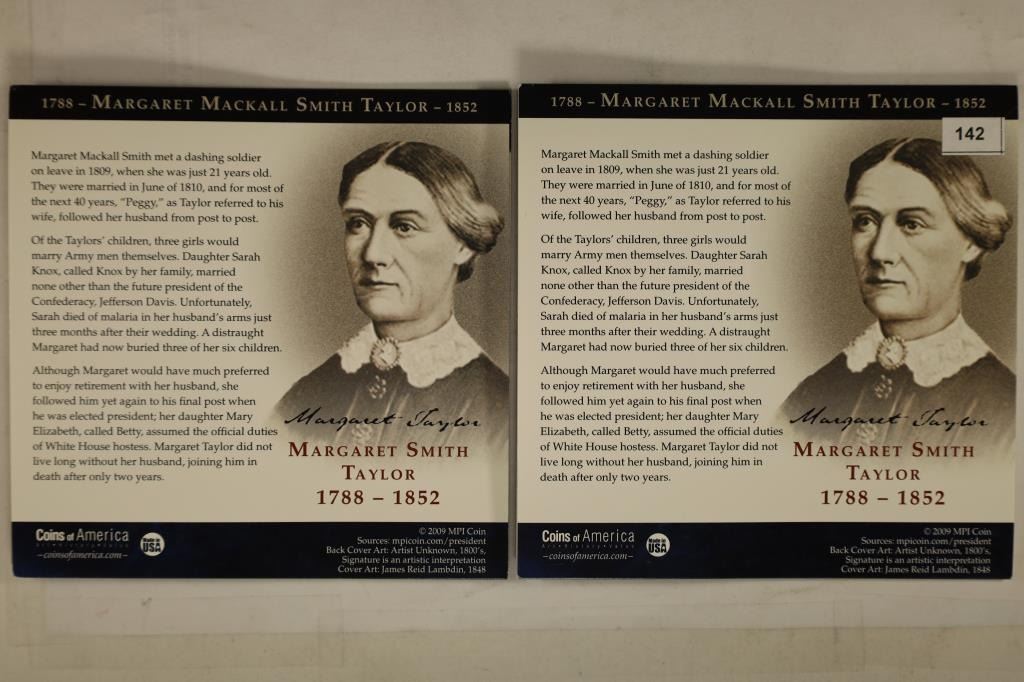 1788 – MARGARET MACKALL SMITH TAYLOR – 1852
Margaret Mackall Smith met a dashing soldier
on leave in 1809, when she was just 21 years old.
They were married in June of 1810, and for most of
the next 40 years, “Peggy,” as Taylor referred to his
wife, followed her husband from post to post.
Of the Taylors’ children, three girls would
marry Army men themselves. Daughter Sarah
Knox, called Knox by her family, married
none other than the future president of the
Confederacy, Jefferson Davis. Unfortunately,
Sarah died of malaria in her husband’s arms just
three months after their wedding. A distraught
Margaret had now buried three of her six children.
Although Margaret would have much preferred
to enjoy retirement with her husband, she
followed him yet again to his final post when
he was elected president; her daughter Mary
Elizabeth, called Betty, assumed the official duties
of White House hostess. Margaret Taylor did not
live long without her husband, joining him in
death after only two years.
Margaret Taylor
MARGARET SMITH
TAYLOR
1788 – 1852
Coins of America
Art • History • Value
—coinsofamerica.com—
Made in
USA
© 2009 MPI Coin
Sources: mpicoin.com/president
Back Cover Art: Artist Unknown, 1800’s,
Signature is an artistic interpretation
Cover Art: James Reid Lambdin, 1848
1788 – MARGARET MACKALL SMITH TAYLOR – 1852
142
Margaret Mackall Smith met a dashing soldier
on leave in 1809, when she was just 21 years old.
They were married in June of 1810, and for most of
the next 40 years, “Peggy,” as Taylor referred to his
wife, followed her husband from post to post.
Of the Taylors’ children, three girls would
marry Army men themselves. Daughter Sarah
Knox, called Knox by her family, married
none other than the future president of the
Confederacy, Jefferson Davis. Unfortunately,
Sarah died of malaria in her husband’s arms just
three months after their wedding. A distraught
Margaret had now buried three of her six children.
Although Margaret would have much preferred
to enjoy retirement with her husband, she
followed him yet again to his final post when
he was elected president; her daughter Mary
Elizabeth, called Betty, assumed the official duties
of White House hostess. Margaret Taylor did not
live long without her husband, joining him in
death after only two years.
Margaret Taylor
MARGARET SMITH
TAYLOR
1788 – 1852
Coins of America
Art • History • Value
—coinsofamerica.com—
Made in
USA
© 2009 MPI Coin
Sources: mpicoin.com/president
Back Cover Art: Artist Unknown, 1800’s,
Signature is an artistic interpretation
Cover Art: James Reid Lambdin, 1848